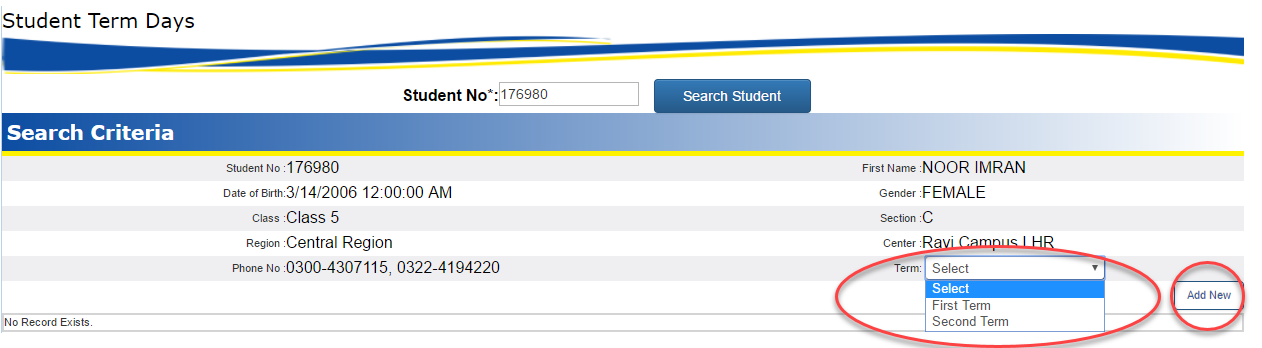 Student Term Days
Student No*: 176980 Search Student
Search Criteria
Student No : 176980 First Name : NOOR IMRAN
Date of Birth: 3/14/2006 12:00:00 AM Gender : FEMALE
Class : Class 5 Section : C
Region : Central Region Center : Ravi Campus LHR
Phone No : 0300-4307115, 0322-4194220 Term: Select
Select
First Term
Second Term
Add New
No Record Exists.